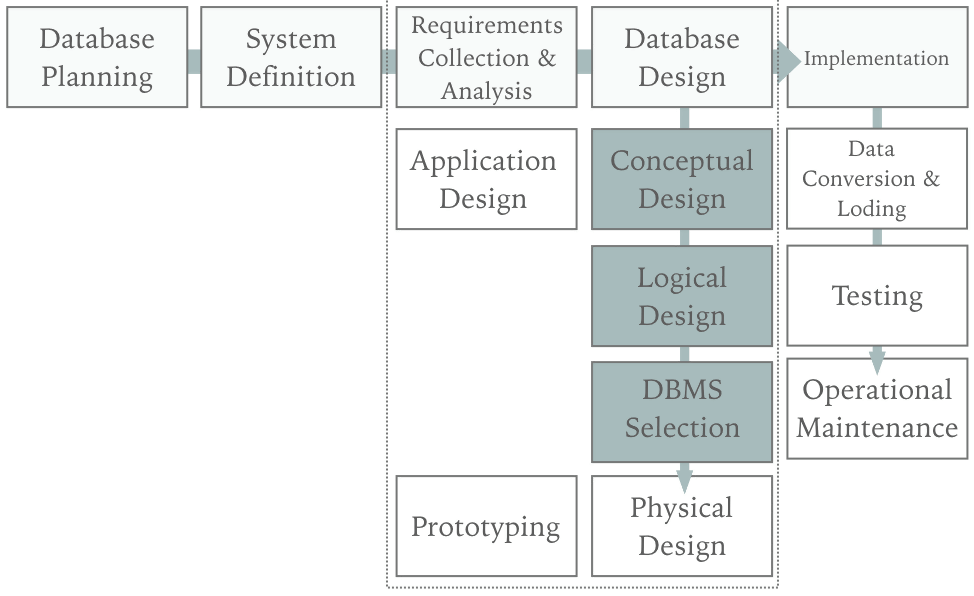 Database
Planning
System
Definition
Requirements
Collection &
Analysis
Database
Design
Implementation
Application
Design
Conceptual
Design
Data
Conversion &
Loding
Logical
Design
Testing
DBMS
Selection
Operational
Maintenance
Prototyping
Physical
Design